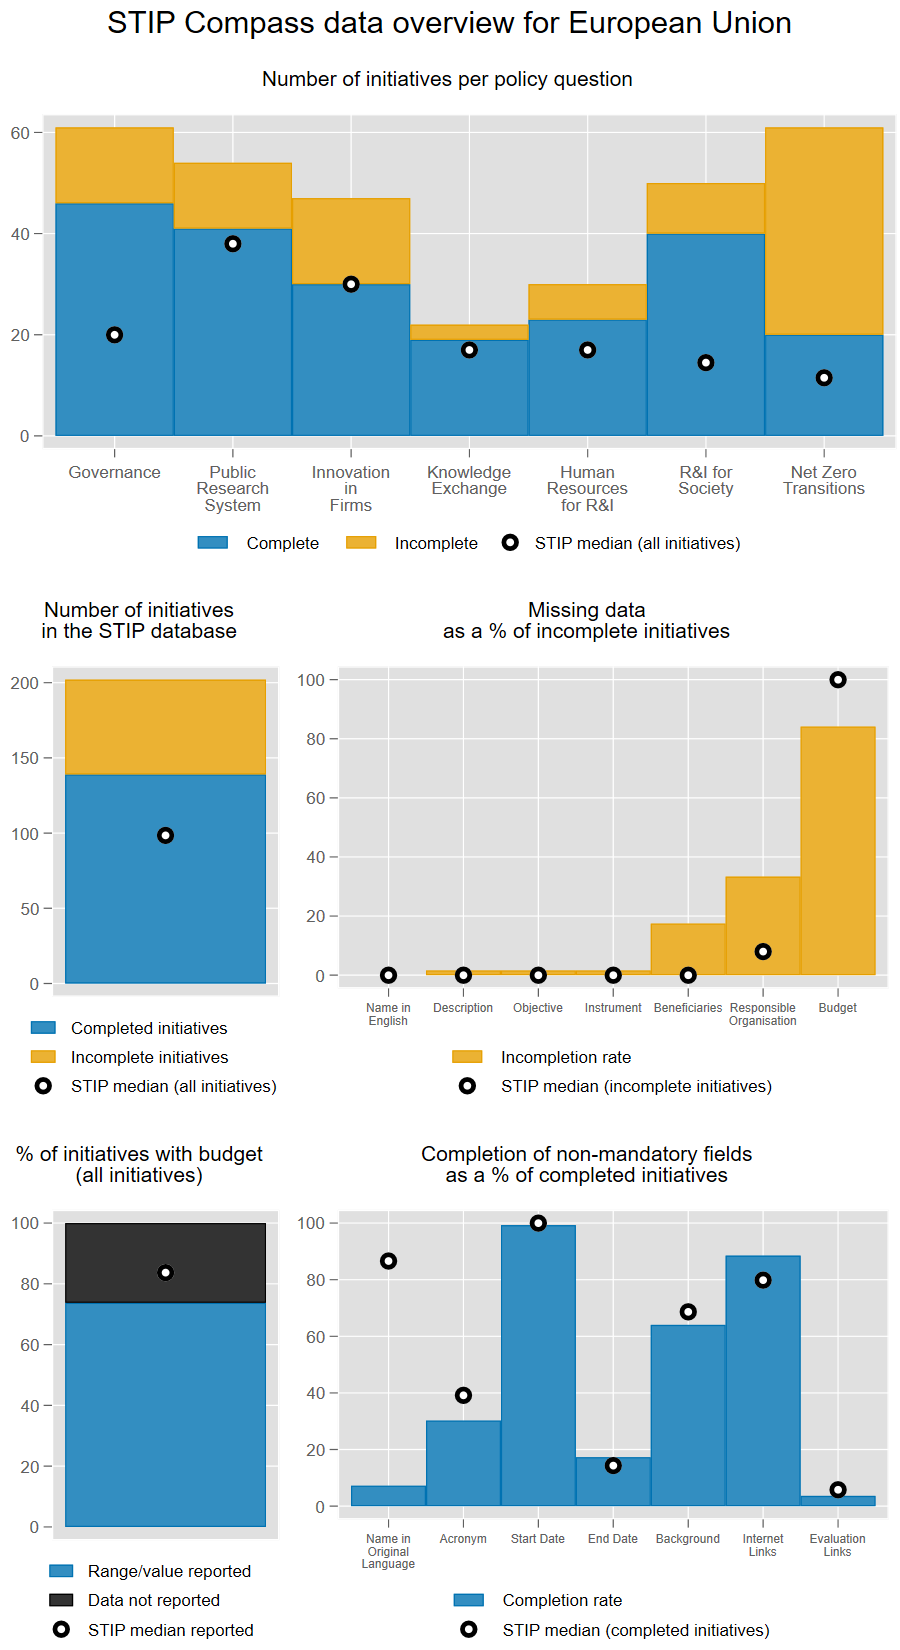 STIP Compass data overview for European Union
Number of initiatives per policy question
60
40
20
0
Governance
Public
Research
System
Innovation
in
Firms
Knowledge
Exchange
Human
Resources
for R&I
R&I for
Society
Net Zero
Transitions
Complete
Incomplete
STIP median (all initiatives)
Number of initiatives
in the STIP database
200
150
100
50
0
Completed initiatives
Incomplete initiatives
STIP median (all initiatives)
Missing data
as a % of incomplete initiatives
100
80
60
40
20
0
Name in
English
Description
Objective
Instrument
Beneficiaries
Responsible
Organisation
Budget
Incompletion rate
STIP median (incomplete initiatives)
% of initiatives with budget
(all initiatives)
100
80
60
40
20
0
Range/value reported
Data not reported
STIP median reported
Completion of non-mandatory fields
as a % of completed initiatives
100
80
60
40
20
0
Name in
Original
Language
Acronym
Start Date
End Date
Background
Internet
Links
Evaluation
Links
Completion rate
STIP median (completed initiatives)